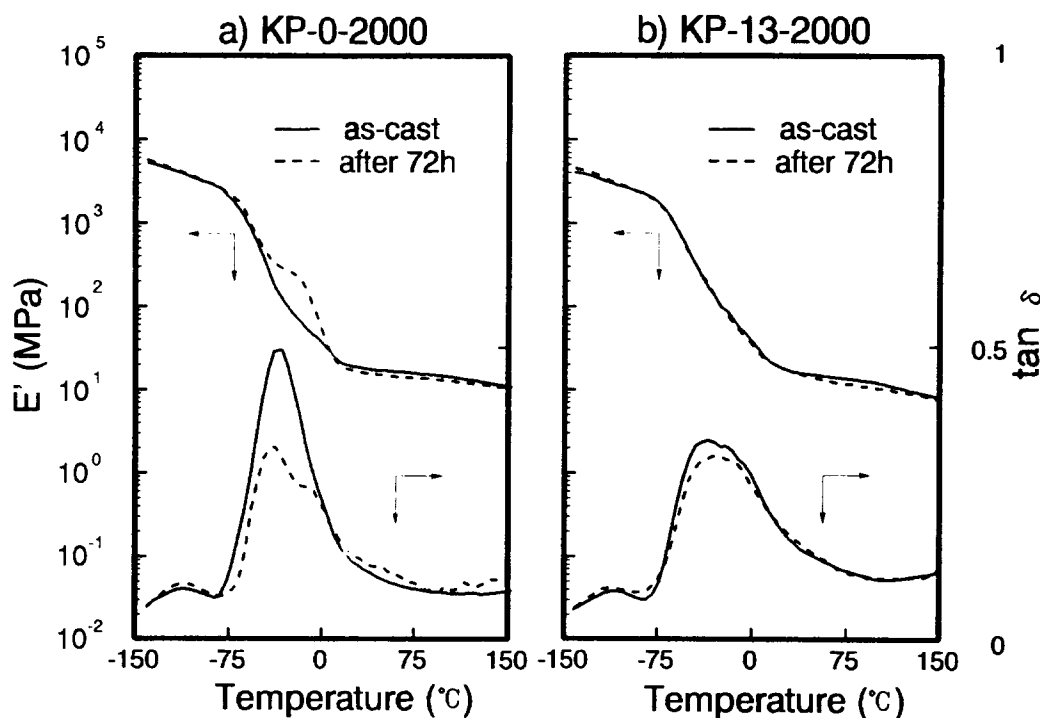 a) KP-0-2000
b) KP-13-2000
10^5
10^4
10^3
10^2
10^1
10^0
10^-1
10^-2
E' (MPa)
as-cast
after 72h
as-cast
after 72h
1
0.5
0
tan δ
-150 -75 0 75 150
-150 -75 0 75 150
Temperature (℃)
Temperature (℃)